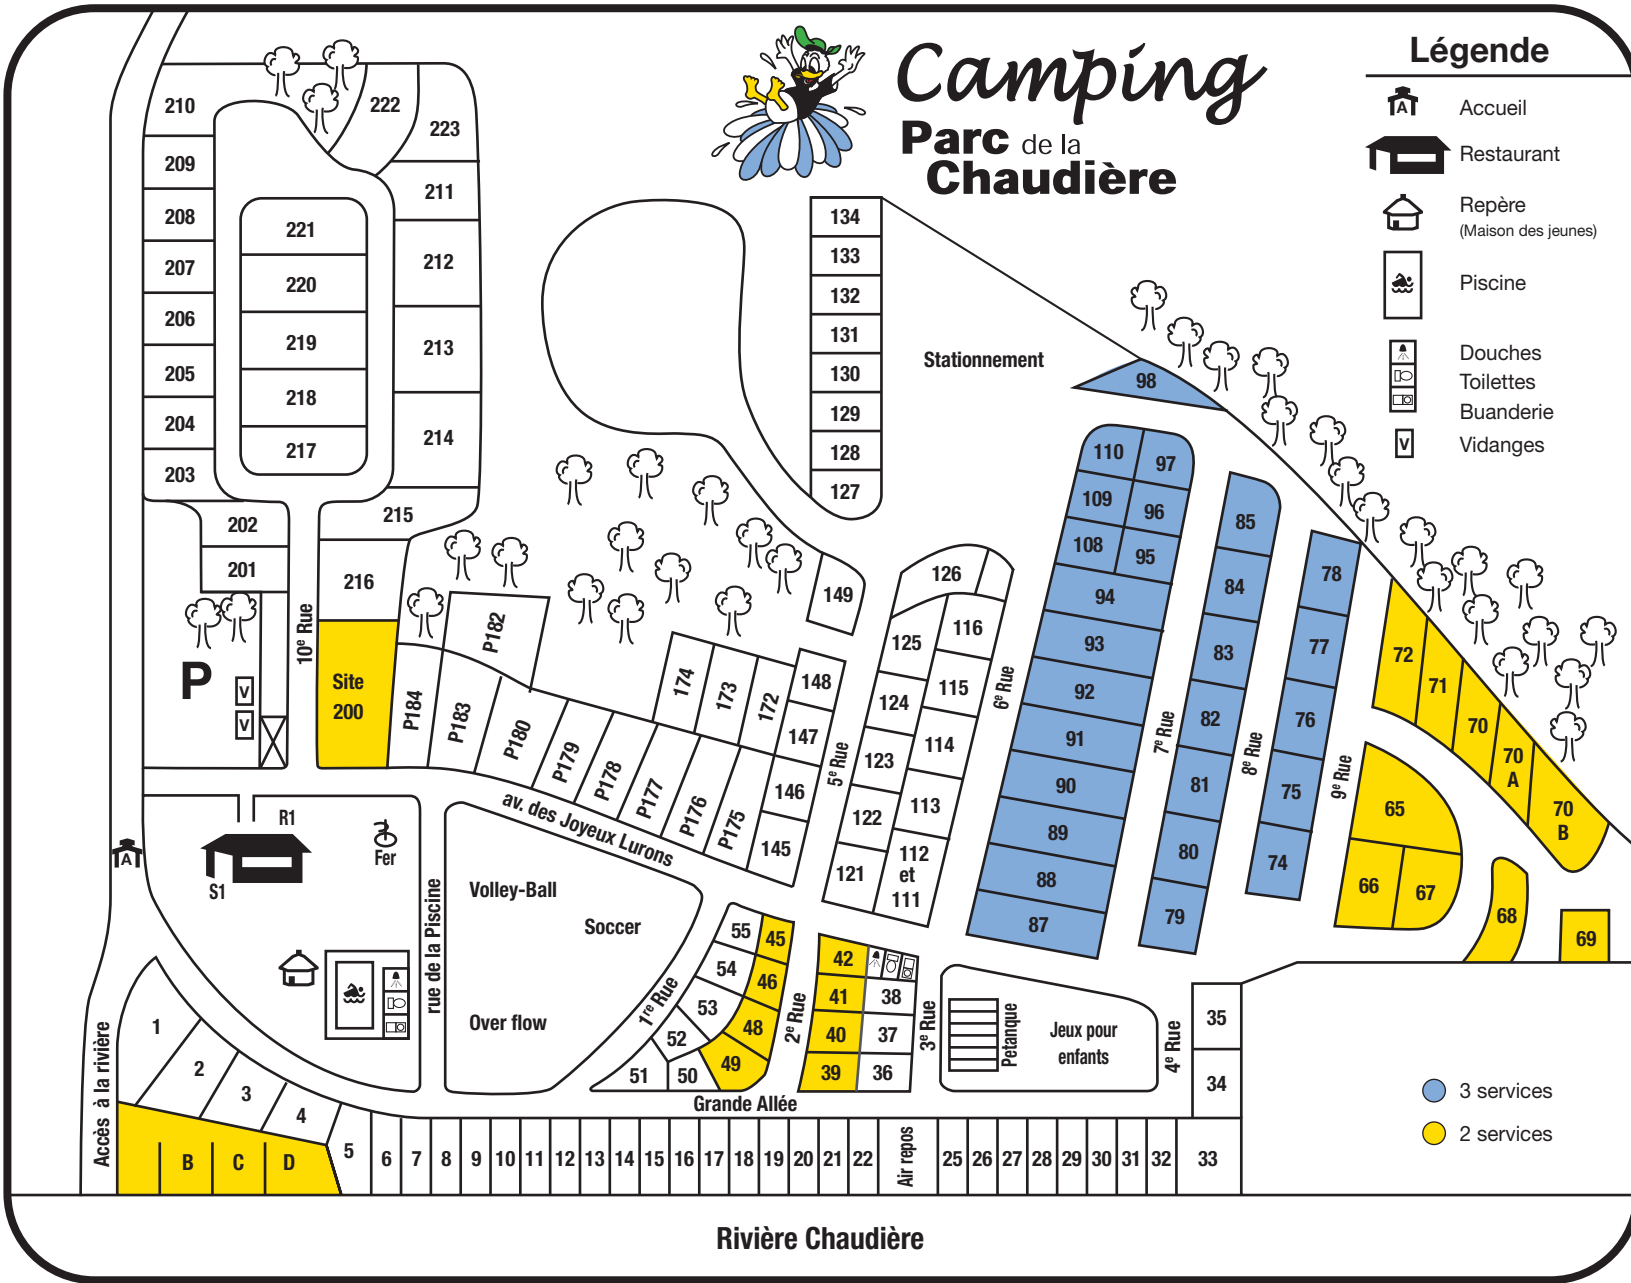 Camping
Parc de la
Chaudière
Légende
A
Accueil
Restaurant
Repère
(Maison des jeunes)
Piscine
Douches
Toilettes
Buanderie
V
Vidanges
3 services
2 services
210
209
208
207
206
205
204
203
202
201
222
223
211
212
213
214
215
216
221
220
219
218
217
10e Rue
Site
200
P
V
V
P184
P183
P182
P180
P179
P178
P177
P176
P175
174
173
172
148
147
146
145
149
134
133
132
131
130
129
128
127
Stationnement
98
126
125
124
123
122
121
116
115
114
113
112
et
111
5e Rue
6e Rue
110
97
109
96
108
95
94
93
92
91
90
89
88
87
7e Rue
85
84
83
82
81
80
79
8e Rue
78
77
76
75
74
9e Rue
72
71
70
70
A
70
B
65
66
67
68
69
av. des Joyeux Lurons
R1
S1
Fer
A
rue de la Piscine
Volley-Ball
Soccer
Over flow
1re Rue
55
54
53
52
51
50
45
46
48
49
2e Rue
42
41
40
39
38
37
36
3e Rue
Petanque
Jeux pour
enfants
4e Rue
35
34
33
Grande Allée
Accès à la rivière
1
2
3
4
B
C
D
5
6
7
8
9
10
11
12
13
14
15
16
17
18
19
20
21
22
Air repos
25
26
27
28
29
30
31
32
Rivière Chaudière